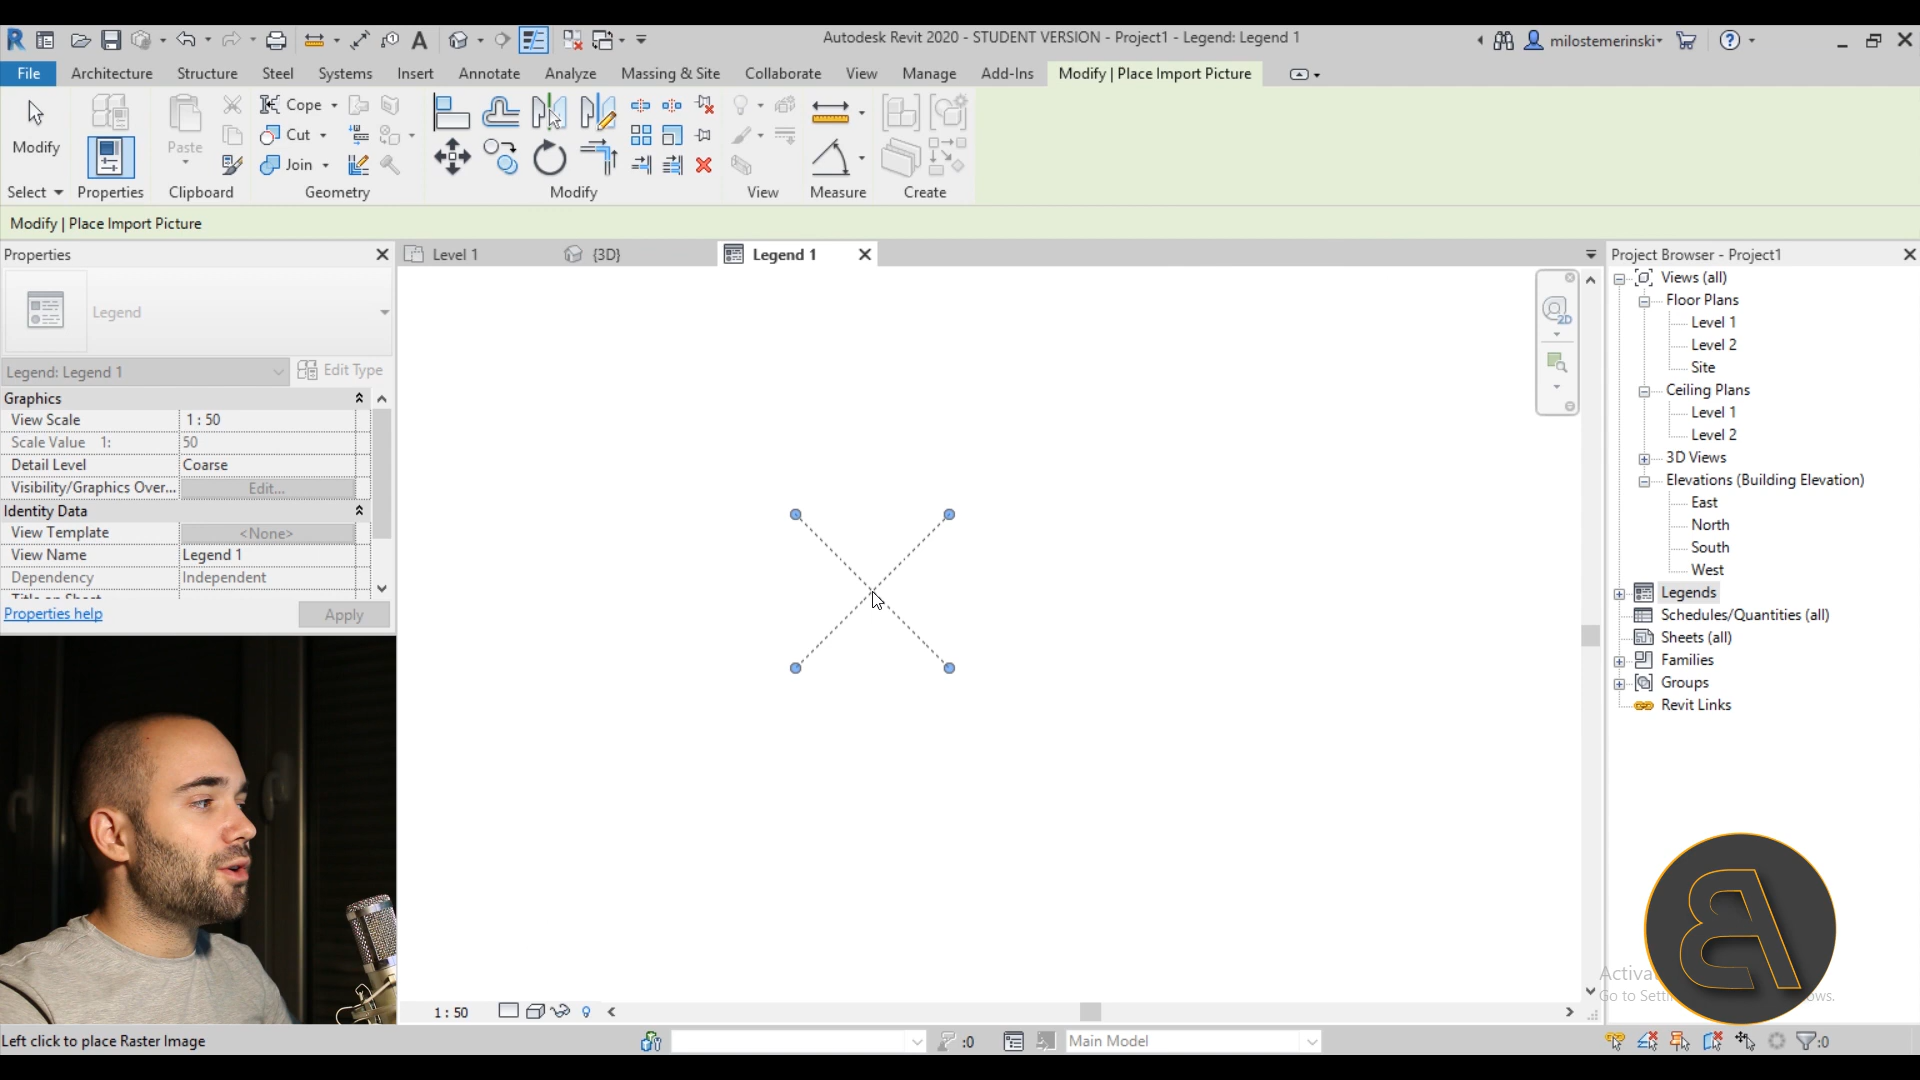 Autodesk Revit 2020 - STUDENT VERSION - Project1 - Legend: Legend 1
milostemerinski
File Architecture Structure Steel Systems Insert Annotate Analyze Massing & Site Collaborate View Manage Add-Ins Modify | Place Import Picture
Modify
Paste
Cope
Cut
Join
Select Properties Clipboard Geometry Modify View Measure Create
Modify | Place Import Picture
Properties
Legend
Legend: Legend 1 Edit Type
Graphics
View Scale 1 : 50
Scale Value 1: 50
Detail Level Coarse
Visibility/Graphics Over... Edit...
Identity Data
View Template <None>
View Name Legend 1
Dependency Independent
Properties help Apply
Level 1 {3D} Legend 1
2D
Project Browser - Project1
Views (all)
Floor Plans
Level 1
Level 2
Site
Ceiling Plans
Level 1
Level 2
3D Views
Elevations (Building Elevation)
East
North
South
West
Legends
Schedules/Quantities (all)
Sheets (all)
Families
Groups
Revit Links
1 : 50
Left click to place Raster Image
:0
Main Model
:0